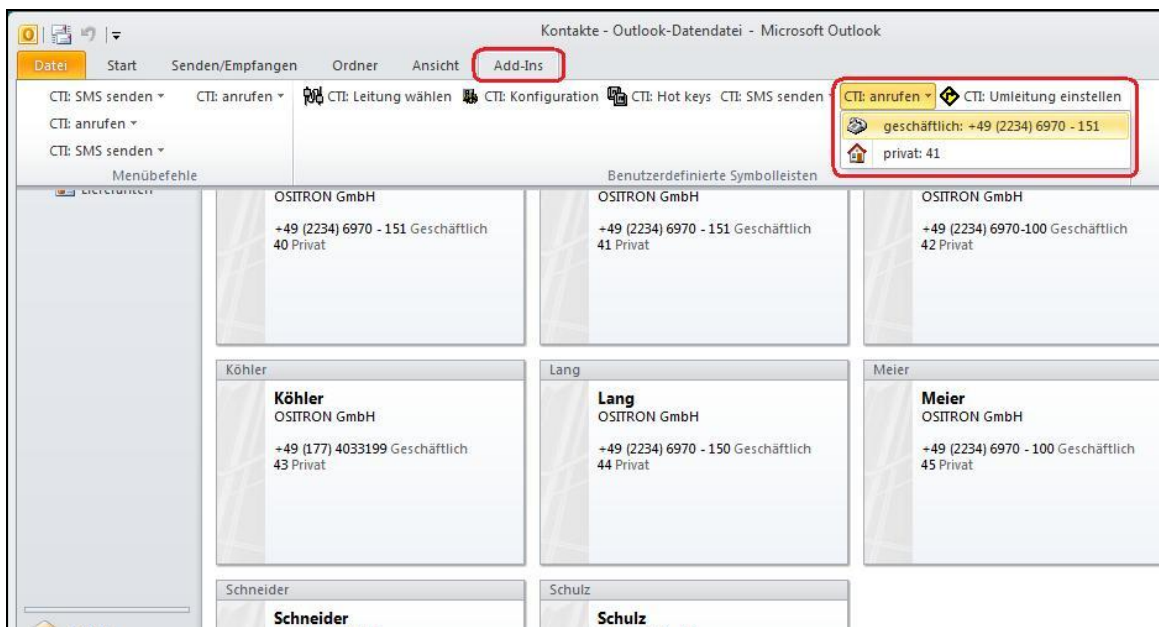 Kontakte - Outlook-Datendatei - Microsoft Outlook
Datei Start Senden/Empfangen Ordner Ansicht Add-Ins
CTI: SMS senden CTI: anrufen CTI: Leitung wählen CTI: Konfiguration CTI: Hot keys CTI: SMS senden CTI: anrufen CTI: Umleitung einstellen
CTI: anrufen geschäftlich: +49 (2234) 6970 - 151
CTI: SMS senden privat: 41
Menübefehle Benutzerdefinierte Symbolleisten
Lieferanten
OSITRON GmbH OSITRON GmbH OSITRON GmbH
+49 (2234) 6970 - 151 Geschäftlich +49 (2234) 6970 - 151 Geschäftlich +49 (2234) 6970-100 Geschäftlich
40 Privat 41 Privat 42 Privat
Köhler Lang Meier
Köhler Lang Meier
OSITRON GmbH OSITRON GmbH OSITRON GmbH
+49 (177) 4033199 Geschäftlich +49 (2234) 6970 - 150 Geschäftlich +49 (2234) 6970 - 100 Geschäftlich
43 Privat 44 Privat 45 Privat
Schneider Schulz
Schneider Schulz